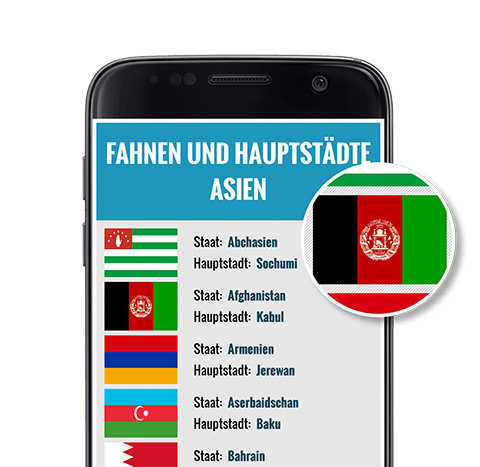 FAHNEN UND HAUPTSTÄDTE
ASIEN
Staat: Abchasien
Hauptstadt: Sochumi
Staat: Afghanistan
Hauptstadt: Kabul
Staat: Armenien
Hauptstadt: Jerewan
Staat: Aserbaidschan
Hauptstadt: Baku
Staat: Bahrain